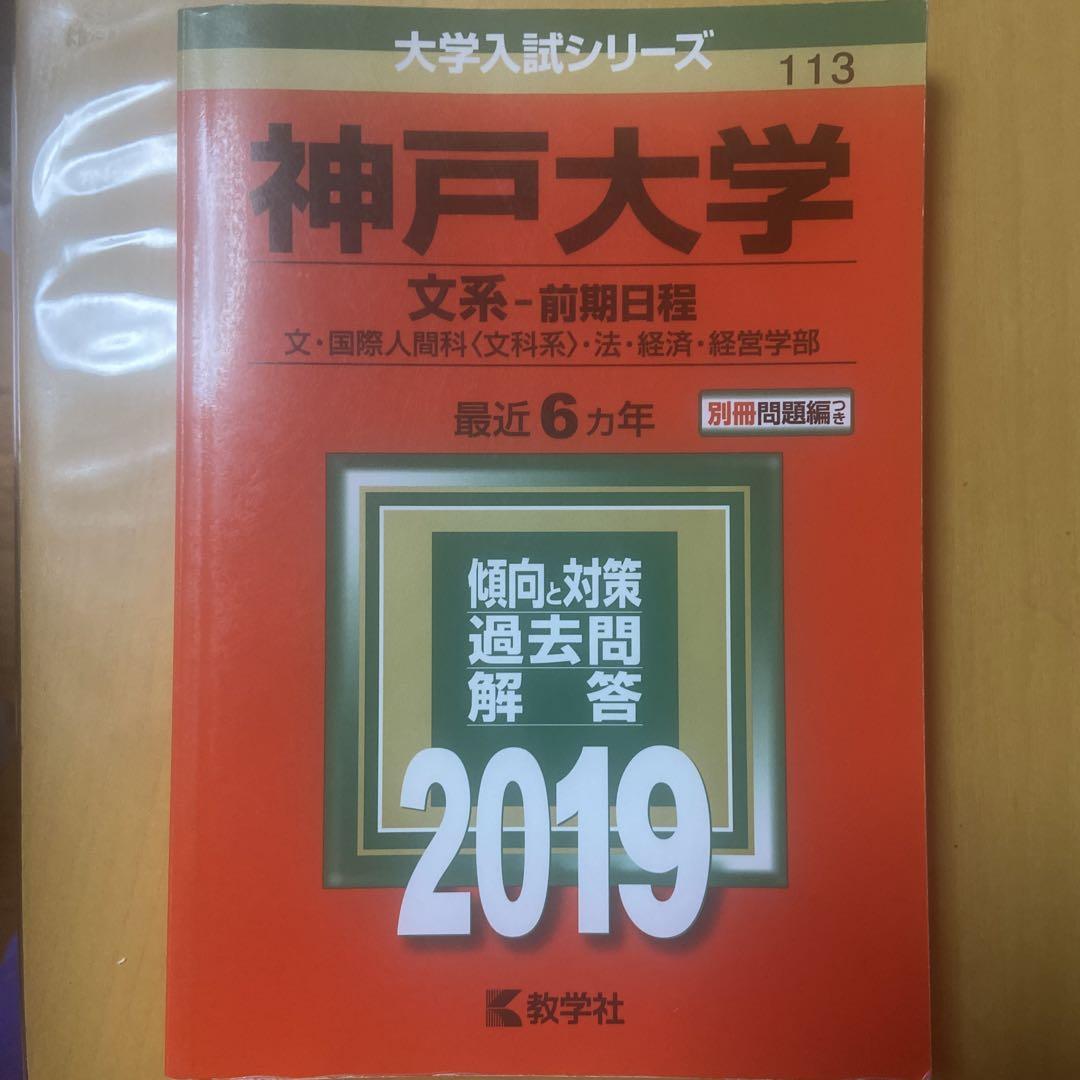 大学入試シリーズ
113
神戸大学
文系-前期日程
文・国際人間科〈文科系〉・法・経済・経営学部
最近6ヵ年
別冊問題編つき
傾向と対策
過去問
解答
2019
教学社